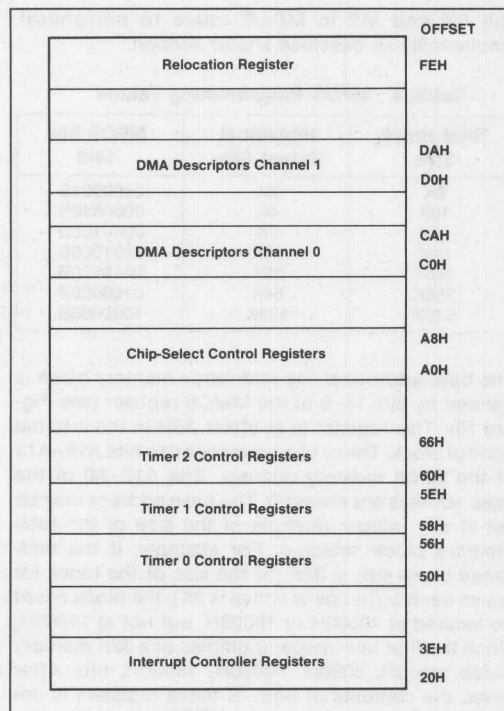 OFFSET
Relocation Register FEH
DAH
DMA Descriptors Channel 1
D0H
CAH
DMA Descriptors Channel 0
C0H
A8H
Chip-Select Control Registers
A0H
66H
Timer 2 Control Registers
60H
5EH
Timer 1 Control Registers
58H
56H
Timer 0 Control Registers
50H
3EH
Interrupt Controller Registers
20H